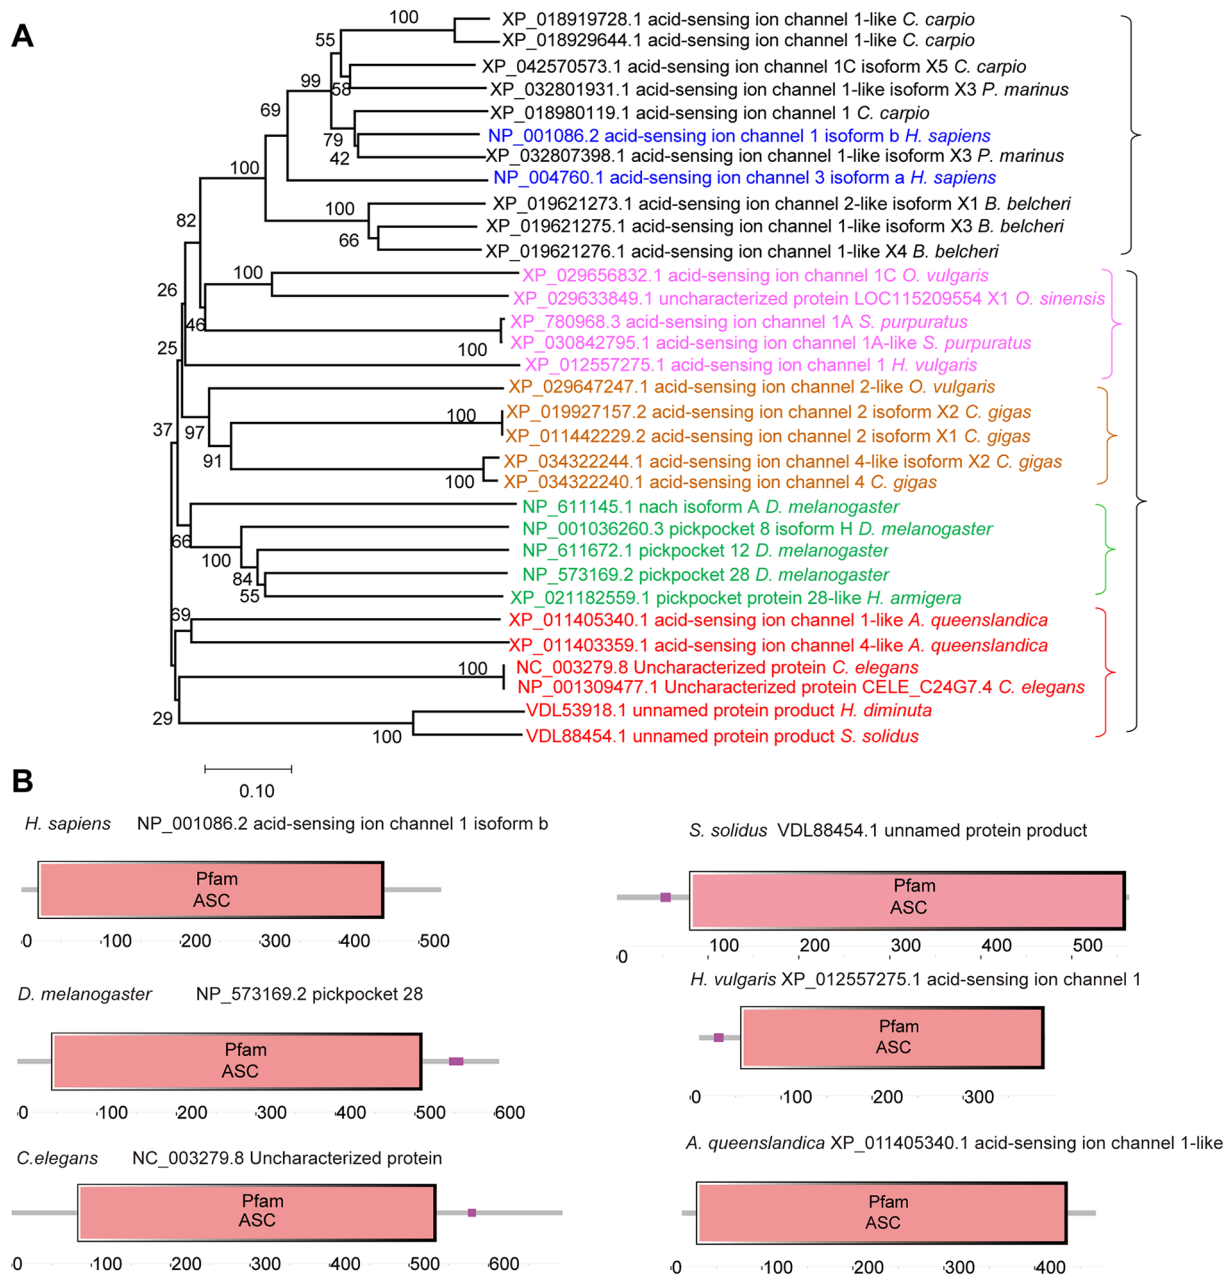 A
100
XP_018919728.1 acid-sensing ion channel 1-like C. carpio
55
XP_018929644.1 acid-sensing ion channel 1-like C. carpio
XP_042570573.1 acid-sensing ion channel 1C isoform X5 C. carpio
99
58
XP_032801931.1 acid-sensing ion channel 1-like isoform X3 P. marinus
69
XP_018980119.1 acid-sensing ion channel 1 C. carpio
79
NP_001086.2 acid-sensing ion channel 1 isoform b H. sapiens
42
XP_032807398.1 acid-sensing ion channel 1-like isoform X3 P. marinus
100
NP_004760.1 acid-sensing ion channel 3 isoform a H. sapiens
100
XP_019621273.1 acid-sensing ion channel 2-like isoform X1 B. belcheri
82
XP_019621275.1 acid-sensing ion channel 1-like isoform X3 B. belcheri
66
XP_019621276.1 acid-sensing ion channel 1-like X4 B. belcheri
100
XP_029656832.1 acid-sensing ion channel 1C O. vulgaris
26
XP_029633849.1 uncharacterized protein LOC115209554 X1 O. sinensis
46
XP_780968.3 acid-sensing ion channel 1A S. purpuratus
25
100
XP_030842795.1 acid-sensing ion channel 1A-like S. purpuratus
XP_012557275.1 acid-sensing ion channel 1 H. vulgaris
XP_029647247.1 acid-sensing ion channel 2-like O. vulgaris
100
XP_019927157.2 acid-sensing ion channel 2 isoform X2 C. gigas
37
97
XP_011442229.2 acid-sensing ion channel 2 isoform X1 C. gigas
91
XP_034322244.1 acid-sensing ion channel 4-like isoform X2 C. gigas
100
XP_034322240.1 acid-sensing ion channel 4 C. gigas
NP_611145.1 nach isoform A D. melanogaster
66
NP_001036260.3 pickpocket 8 isoform H D. melanogaster
100
NP_611672.1 pickpocket 12 D. melanogaster
84
NP_573169.2 pickpocket 28 D. melanogaster
55
XP_021182559.1 pickpocket protein 28-like H. armigera
69
XP_011405340.1 acid-sensing ion channel 1-like A. queenslandica
XP_011403359.1 acid-sensing ion channel 4-like A. queenslandica
100
NC_003279.8 Uncharacterized protein C. elegans
NP_001309477.1 Uncharacterized protein CELE_C24G7.4 C. elegans
29
VDL53918.1 unnamed protein product H. diminuta
100
VDL88454.1 unnamed protein product S. solidus
0.10
B
H. sapiens NP_001086.2 acid-sensing ion channel 1 isoform b
Pfam
ASC
0 100 200 300 400 500
D. melanogaster NP_573169.2 pickpocket 28
Pfam
ASC
0 100 200 300 400 500 600
C.elegans NC_003279.8 Uncharacterized protein
Pfam
ASC
0 100 200 300 400 500 600
S. solidus VDL88454.1 unnamed protein product
Pfam
ASC
0 100 200 300 400 500
H. vulgaris XP_012557275.1 acid-sensing ion channel 1
Pfam
ASC
0 100 200 300
A. queenslandica XP_011405340.1 acid-sensing ion channel 1-like
Pfam
ASC
0 100 200 300 400